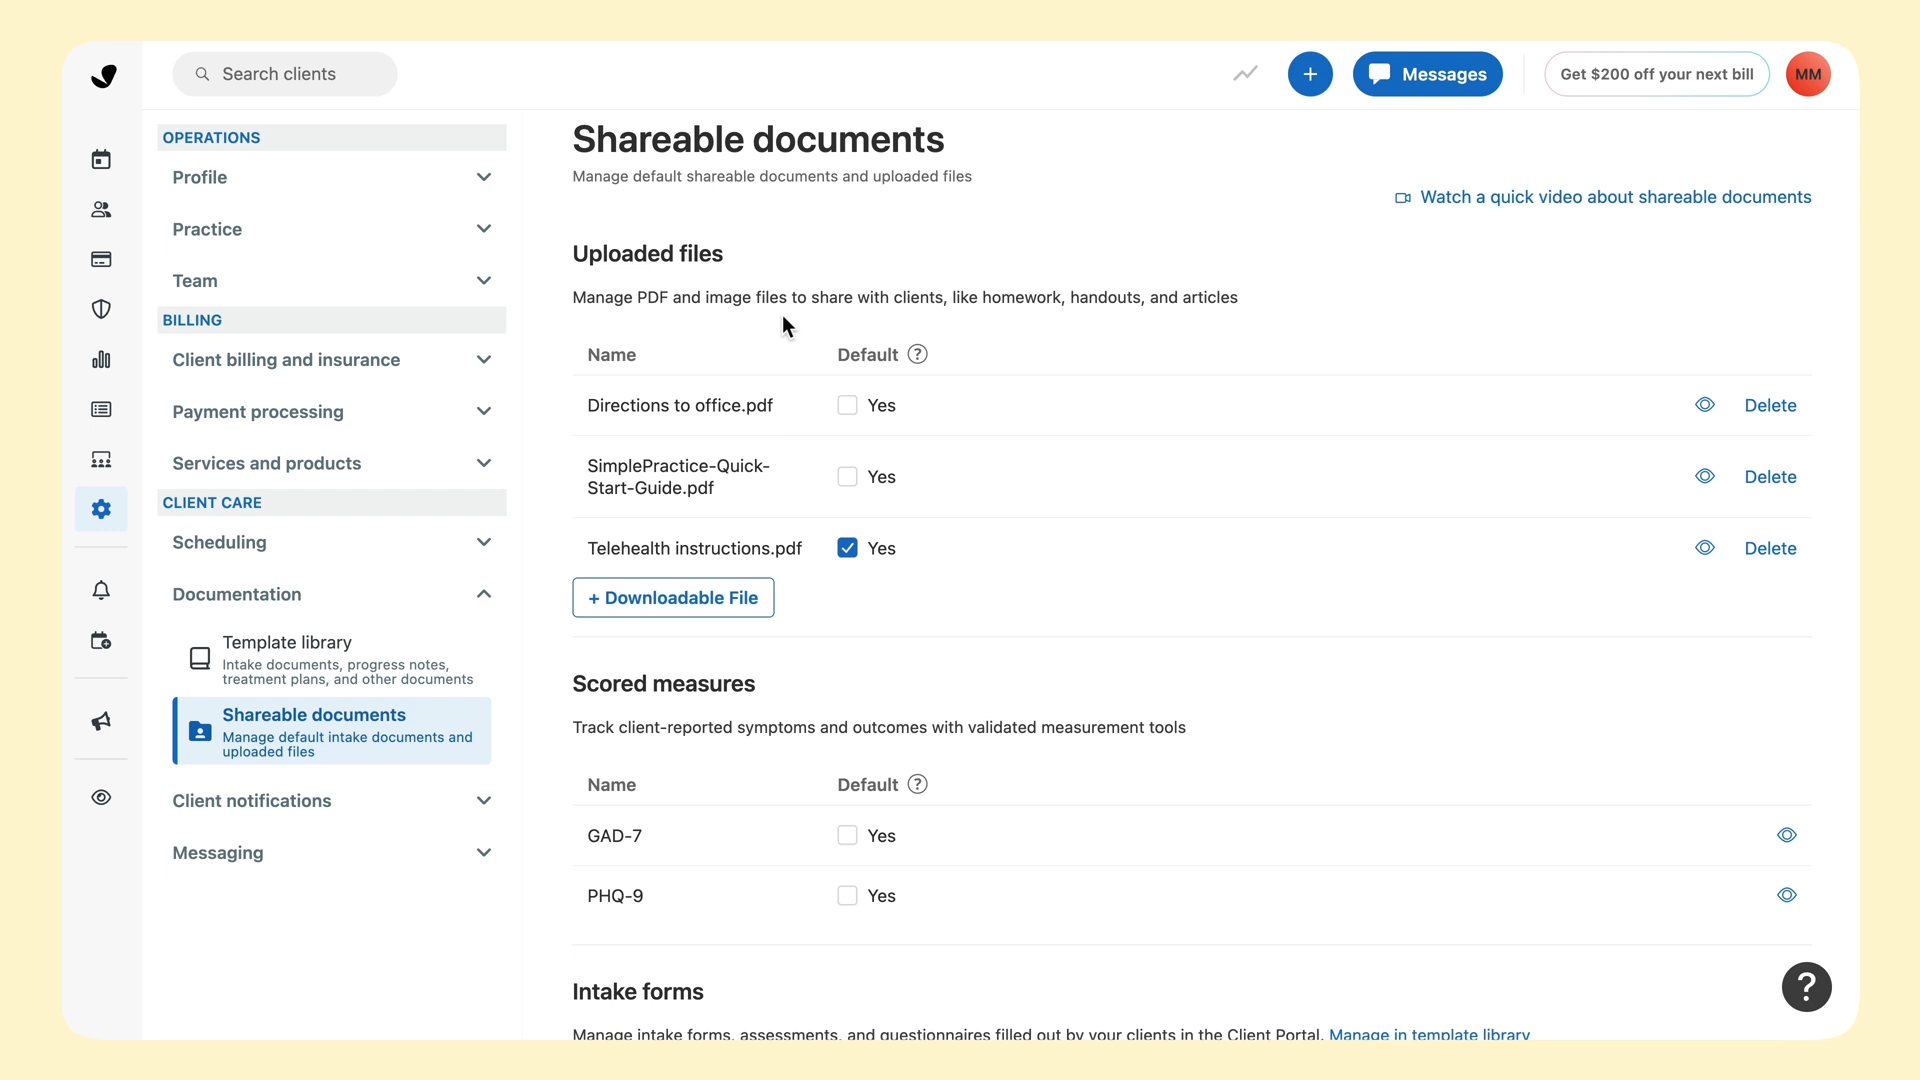 Search clients
Messages
Get $200 off your next bill
MM
OPERATIONS
Profile
Practice
Team
BILLING
Client billing and insurance
Payment processing
Services and products
CLIENT CARE
Scheduling
Documentation
Template library
Intake documents, progress notes,
treatment plans, and other documents
Shareable documents
Manage default intake documents and
uploaded files
Client notifications
Messaging
Shareable documents
Manage default shareable documents and uploaded files
Watch a quick video about shareable documents
Uploaded files
Manage PDF and image files to share with clients, like homework, handouts, and articles
Name Default ?
Directions to office.pdf Yes Delete
SimplePractice-Quick-
Start-Guide.pdf Yes Delete
Telehealth instructions.pdf Yes Delete
+ Downloadable File
Scored measures
Track client-reported symptoms and outcomes with validated measurement tools
Name Default ?
GAD-7 Yes
PHQ-9 Yes
Intake forms
Manage intake forms, assessments, and questionnaires filled out by your clients in the Client Portal. Manage in template library
?